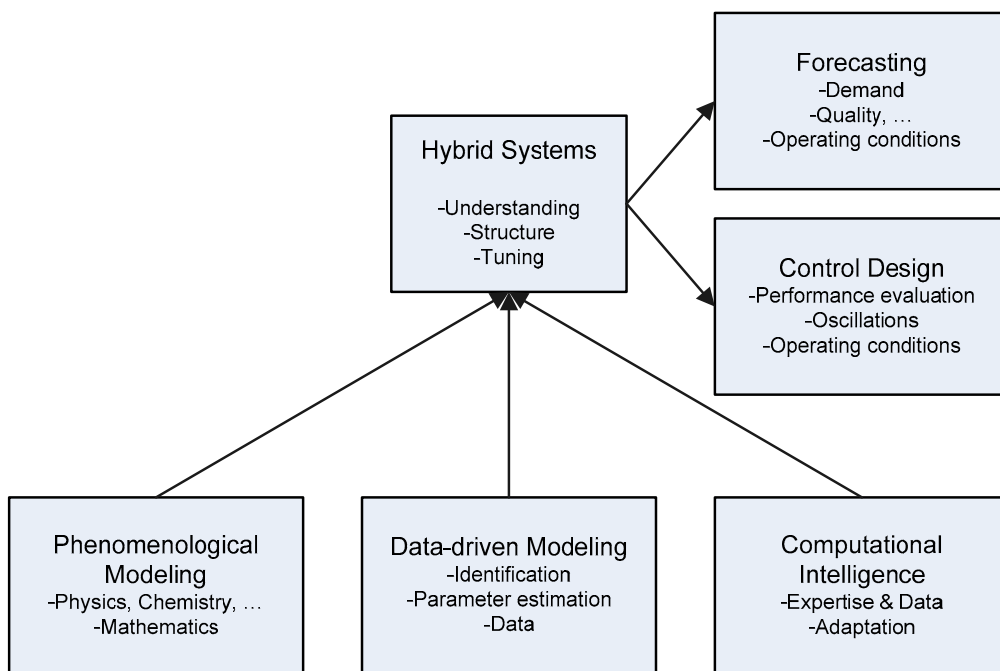 Forecasting
-Demand
-Quality, ...
-Operating conditions
Hybrid Systems
-Understanding
-Structure
-Tuning
Control Design
-Performance evaluation
-Oscillations
-Operating conditions
Phenomenological
Modeling
-Physics, Chemistry, ...
-Mathematics
Data-driven Modeling
-Identification
-Parameter estimation
-Data
Computational
Intelligence
-Expertise & Data
-Adaptation